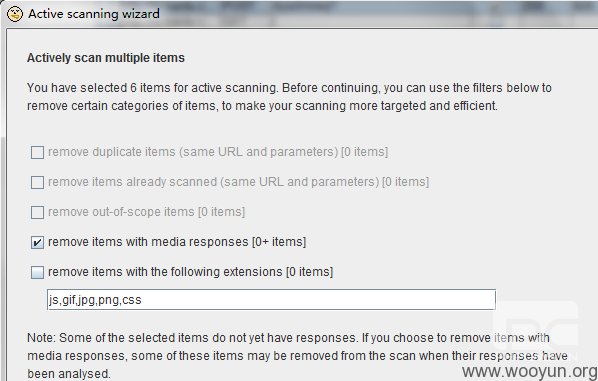 Active scanning wizard
Actively scan multiple items
You have selected 6 items for active scanning. Before continuing, you can use the filters below to
remove certain categories of items, to make your scanning more targeted and efficient.
remove duplicate items (same URL and parameters) [0 items]
remove items already scanned (same URL and parameters) [0 items]
remove out-of-scope items [0 items]
remove items with media responses [0+ items]
remove items with the following extensions [0 items]
js,gif,jpg,png,css
Note: Some of the selected items do not yet have responses. If you choose to remove items with
media responses, some of these items may be removed from the scan when their responses have
been analysed.
www.wooyun.org